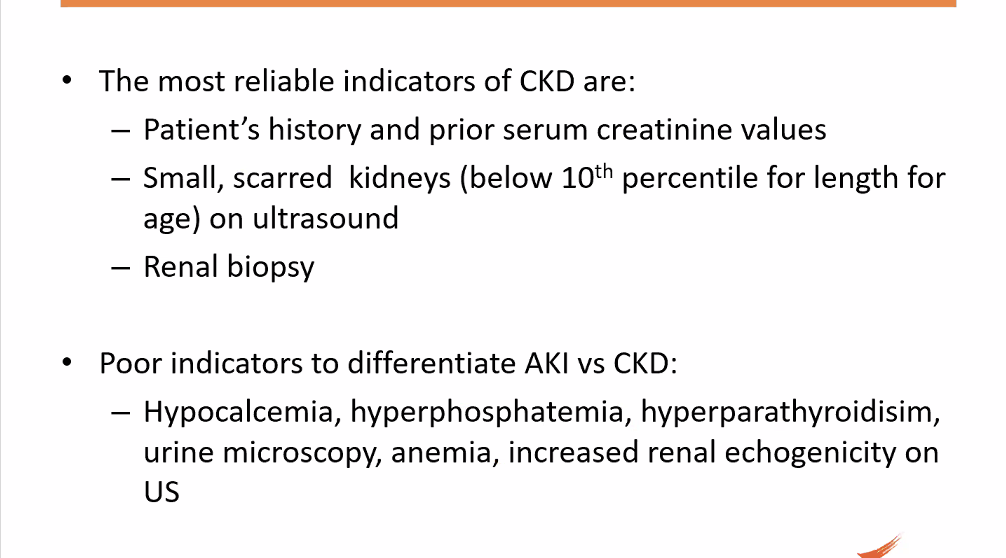 • The most reliable indicators of CKD are:
– Patient’s history and prior serum creatinine values
– Small, scarred  kidneys (below 10th percentile for length for
age) on ultrasound
– Renal biopsy
• Poor indicators to differentiate AKI vs CKD:
– Hypocalcemia, hyperphosphatemia, hyperparathyroidisim,
urine microscopy, anemia, increased renal echogenicity on
US